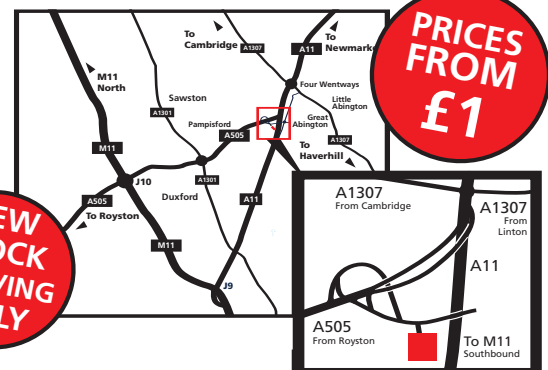 To
Cambridge
A1307
A11
To
M11
North
Four Wentways
Sawston
Little
Abington
A1301
Pampisford
Great
Abington
A505
A1307
M11
To
Haverhill
J10
A1301
A505
Duxford
A11
To Royston
M11
J9
PRICES
FROM
£1
A1307
From Cambridge
A1307
From
Linton
A11
A505
From Royston
To M11
Southbound